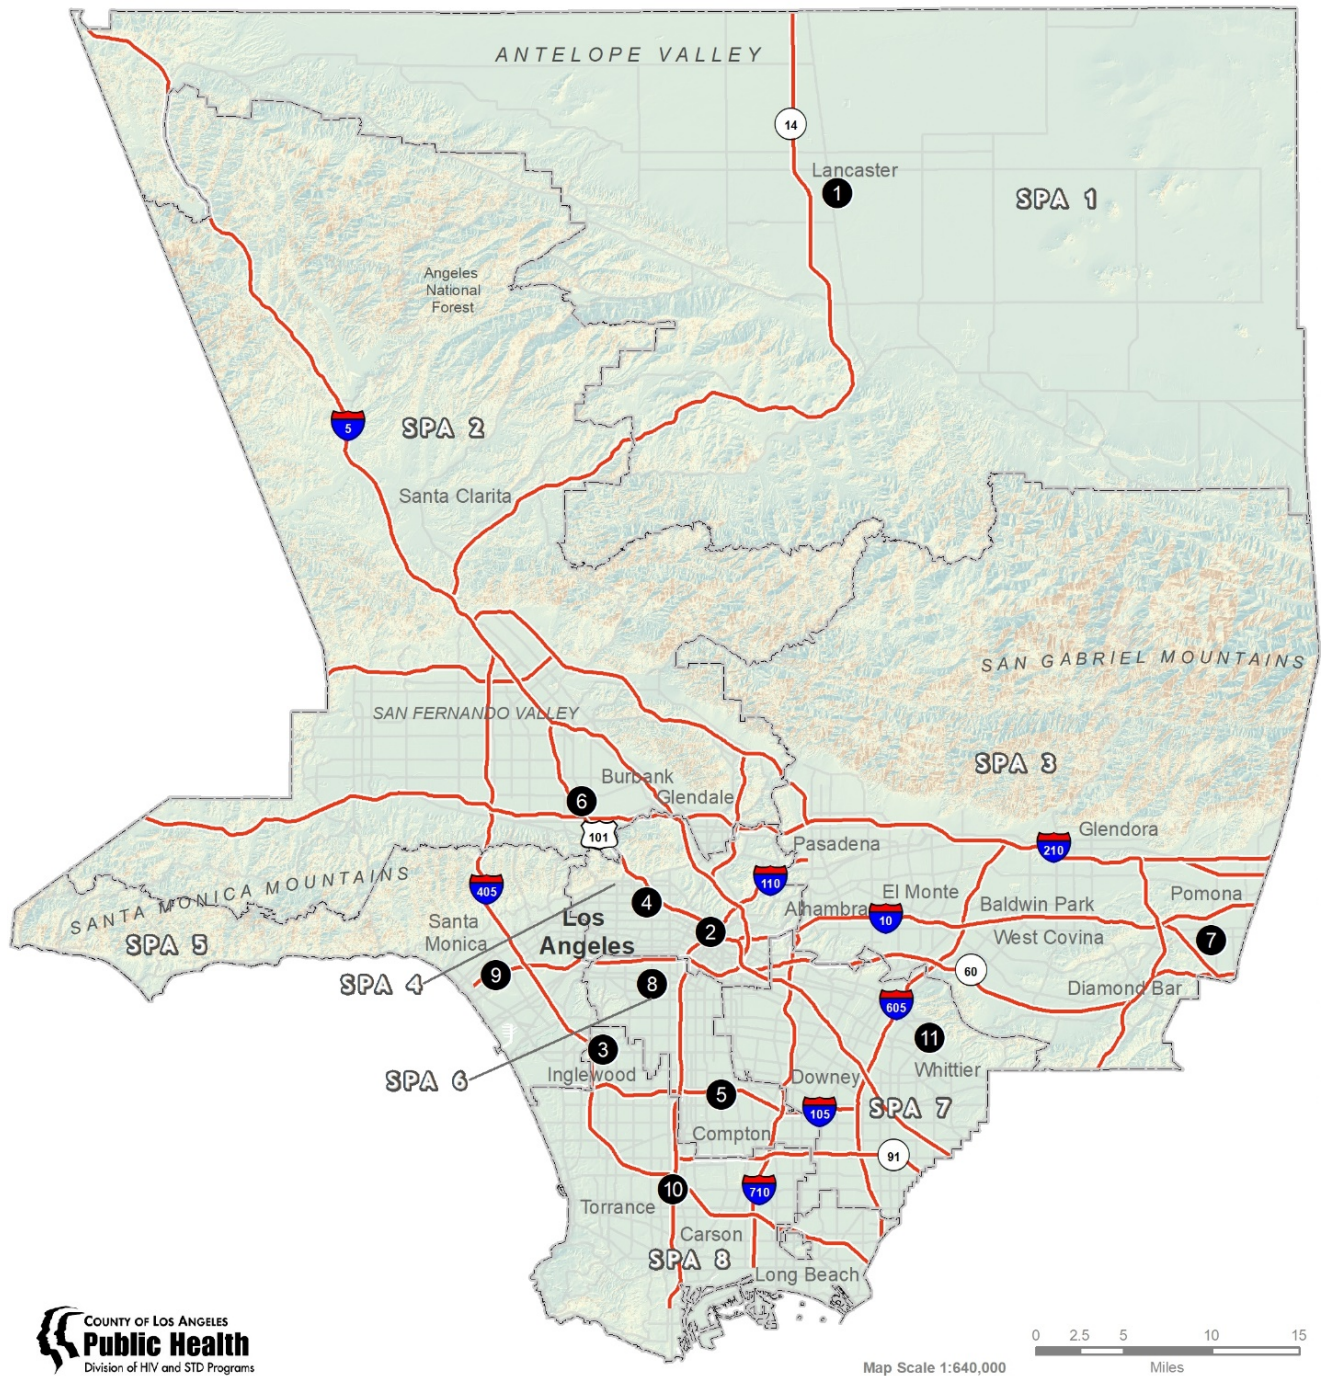 ANTELOPE VALLEY
14
Lancaster
1
SPA 1
Angeles
National
Forest
5
SPA 2
Santa Clarita
SAN GABRIEL MOUNTAINS
SAN FERNANDO VALLEY
SPA 3
Burbank
6
Glendale
101
Glendora
Pasadena
210
SANTA MONICA MOUNTAINS
405
110
El Monte
Pomona
4
Alhambra
10
Baldwin Park
Santa
Monica
Los
Angeles
2
West Covina
7
SPA 5
9
SPA 4
8
60
Diamond Bar
605
11
3
Whittier
Inglewood
SPA 6
Downey
5
105
SPA 7
Compton
91
10
710
Torrance
Carson
SPA 8
Long Beach
COUNTY OF LOS ANGELES
Public Health
Division of HIV and STD Programs
0 2.5 5 10 15
Miles
Map Scale 1:640,000